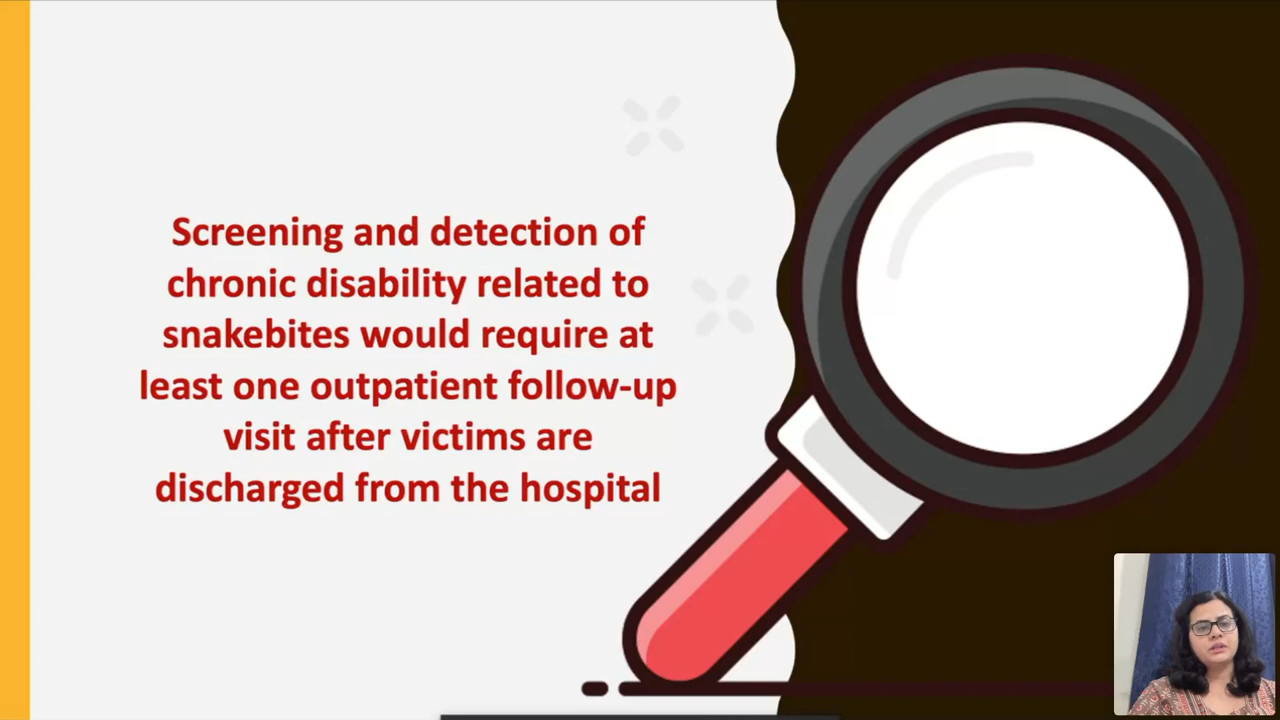 Screening and detection of
chronic disability related to
snakebites would require at
least one outpatient follow-up
visit after victims are
discharged from the hospital